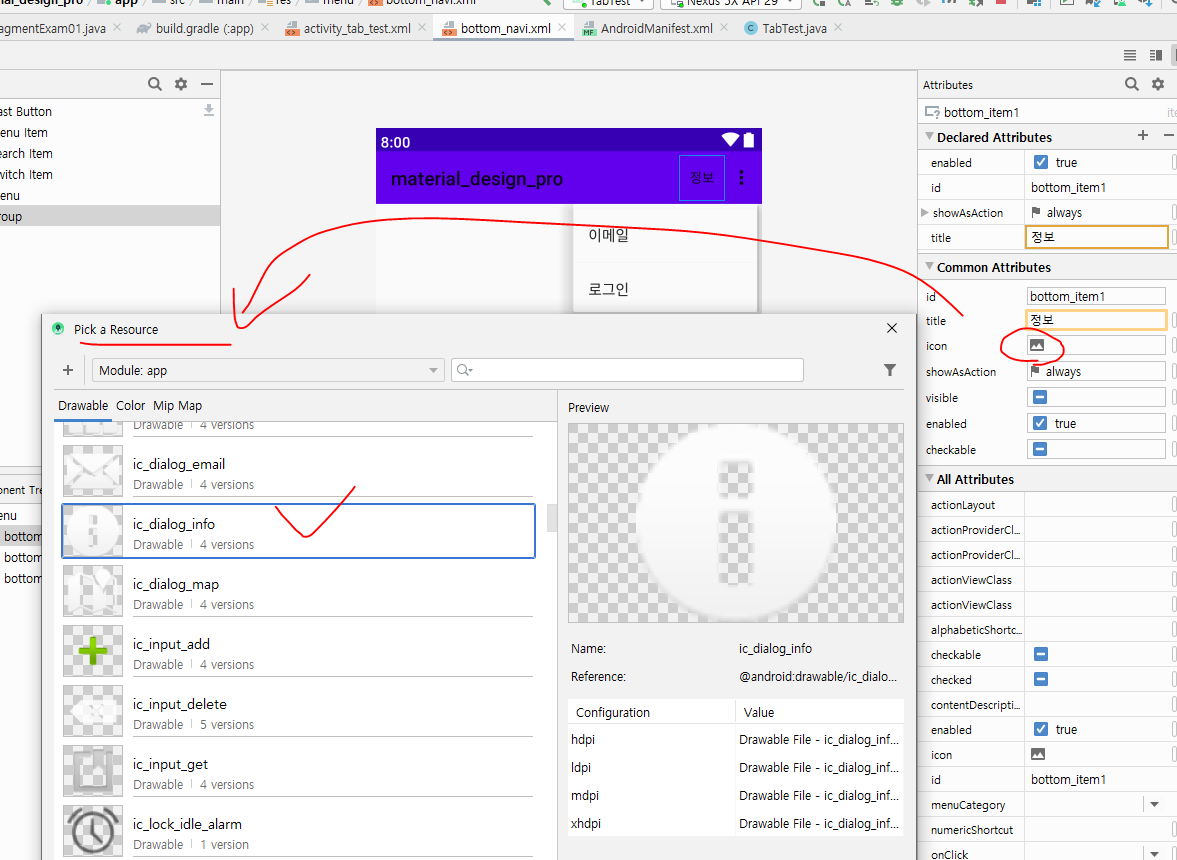 app
src
main
res
menu
bottom_navi.xml
TabTest
Nexus 5X API 29
agmentExam01.java
build.gradle (:app)
activity_tab_test.xml
bottom_navi.xml
AndroidManifest.xml
TabTest.java
ast Button
enu Item
earch Item
witch Item
enu
roup
onent Tre
enu
bottom
bottom
bottom
8:00
material_design_pro
정보
이메일
로그인
Pick a Resource
Module: app
Drawable Color Mip Map
Drawable | 4 versions
ic_dialog_email
Drawable | 4 versions
ic_dialog_info
Drawable | 4 versions
ic_dialog_map
Drawable | 4 versions
ic_input_add
Drawable | 4 versions
ic_input_delete
Drawable | 5 versions
ic_input_get
Drawable | 4 versions
ic_lock_idle_alarm
Drawable | 1 version
Preview
Name: ic_dialog_info
Reference: @android:drawable/ic_dialo...
Configuration Value
hdpi Drawable File - ic_dialog_inf...
ldpi Drawable File - ic_dialog_inf...
mdpi Drawable File - ic_dialog_inf...
xhdpi Drawable File - ic_dialog_inf...
Attributes
bottom_item1 ite
Declared Attributes
enabled true
id bottom_item1
showAsAction always
title 정보
Common Attributes
id bottom_item1
title 정보
icon
showAsAction always
visible
enabled true
checkable
All Attributes
actionLayout
actionProviderCl...
actionProviderCl...
actionViewClass
actionViewClass
alphabeticShortc...
checkable
checked
contentDescripti...
enabled true
icon
id bottom_item1
menuCategory
numericShortcut
onClick